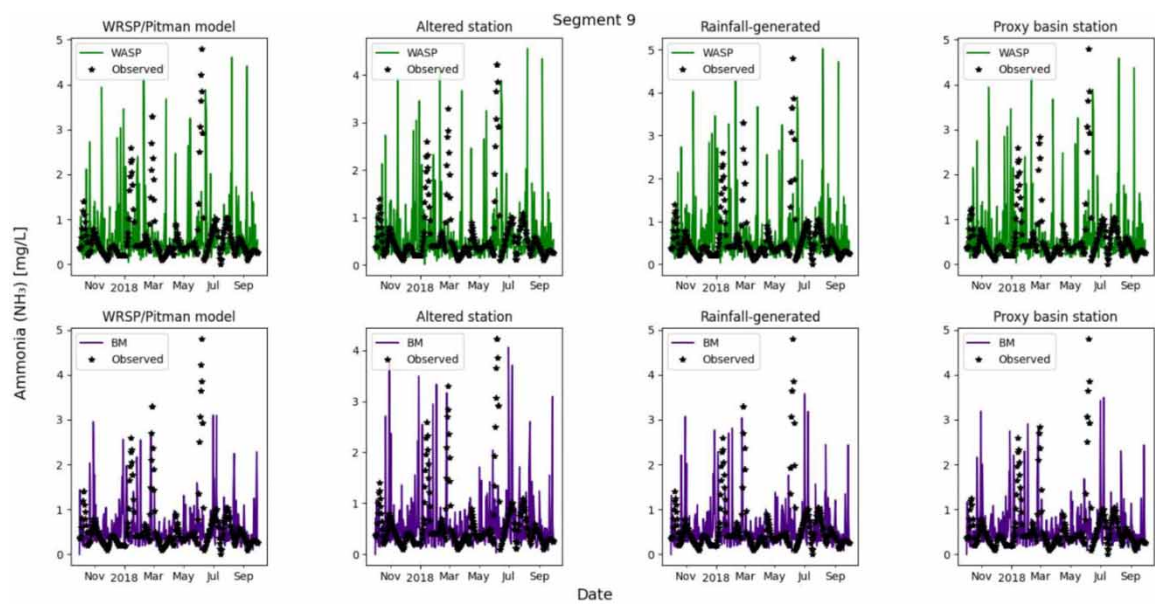 Segment 9
WRSP/Pitman model
Altered station
Rainfall-generated
Proxy basin station
WASP
Observed
WASP
Observed
WASP
Observed
WASP
Observed
5
4
3
2
1
0
4
3
2
1
0
5
4
3
2
1
0
5
4
3
2
1
0
Nov 2018 Mar May Jul Sep
Nov 2018 Mar May Jul Sep
Nov 2018 Mar May Jul Sep
Nov 2018 Mar May Jul Sep
Ammonia (NH₃) [mg/L]
WRSP/Pitman model
Altered station
Rainfall-generated
Proxy basin station
BM
Observed
BM
Observed
BM
Observed
BM
Observed
5
4
3
2
1
0
4
3
2
1
0
5
4
3
2
1
0
5
4
3
2
1
0
Nov 2018 Mar May Jul Sep
Nov 2018 Mar May Jul Sep
Nov 2018 Mar May Jul Sep
Nov 2018 Mar May Jul Sep
Date